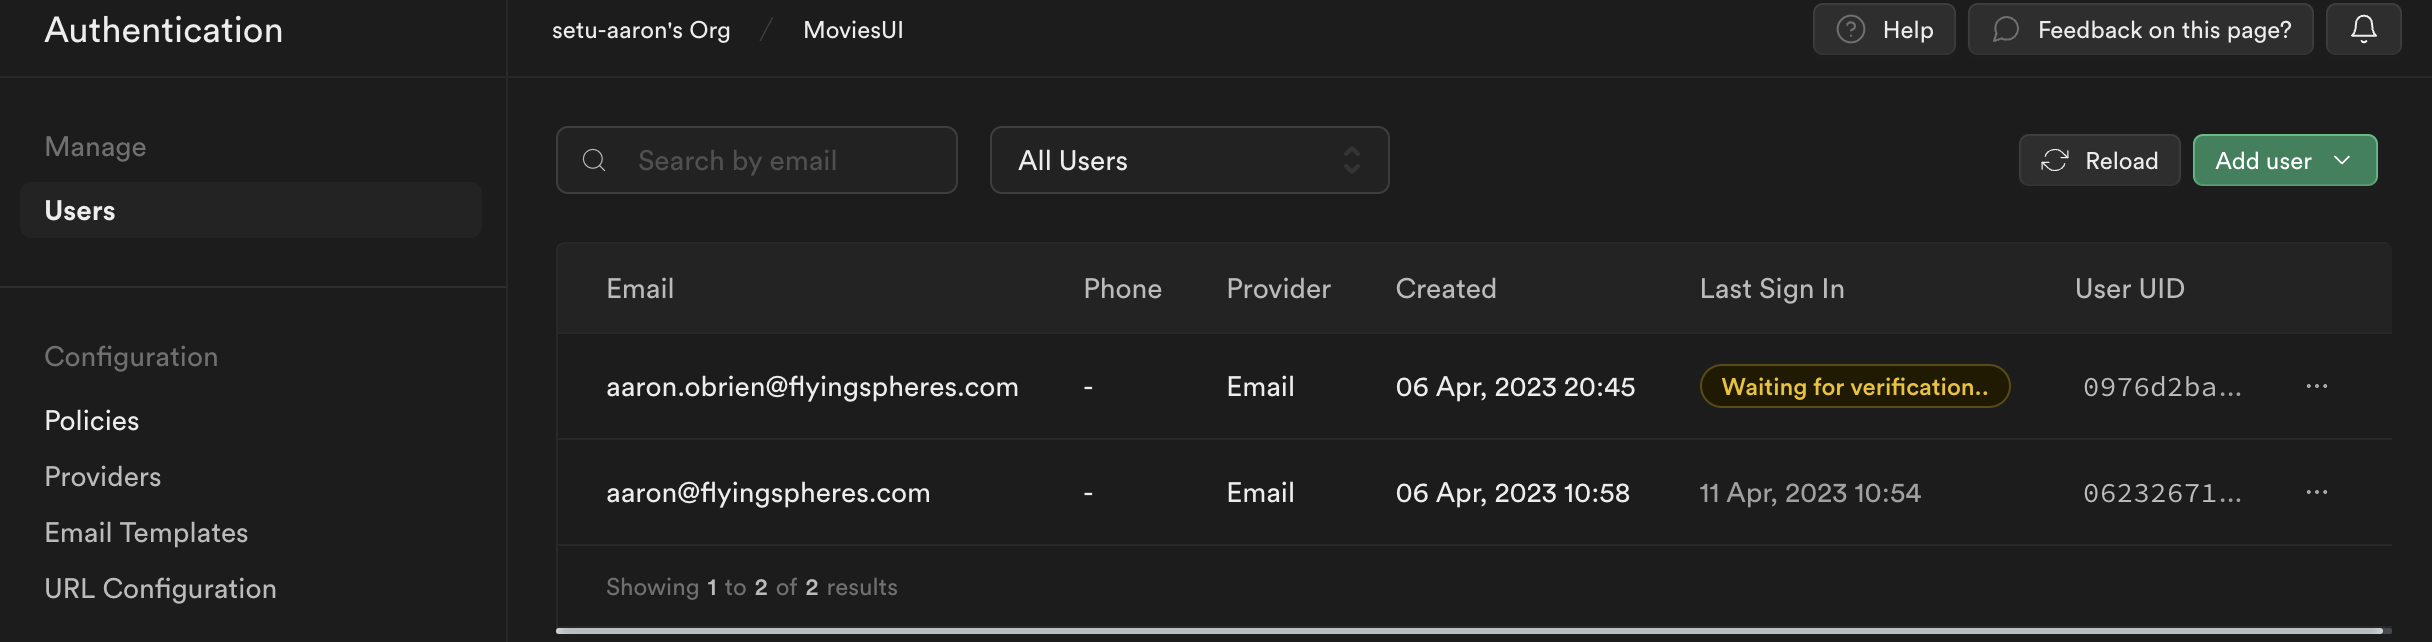 Authentication
setu-aaron's Org / MoviesUI
Help
Feedback on this page?
Manage
Users
Configuration
Policies
Providers
Email Templates
URL Configuration
Search by email
All Users
Reload
Add user
Email Phone Provider Created Last Sign In User UID
aaron.obrien@flyingspheres.com - Email 06 Apr, 2023 20:45 Waiting for verification.. 0976d2ba... ...
aaron@flyingspheres.com - Email 06 Apr, 2023 10:58 11 Apr, 2023 10:54 06232671... ...
Showing 1 to 2 of 2 results